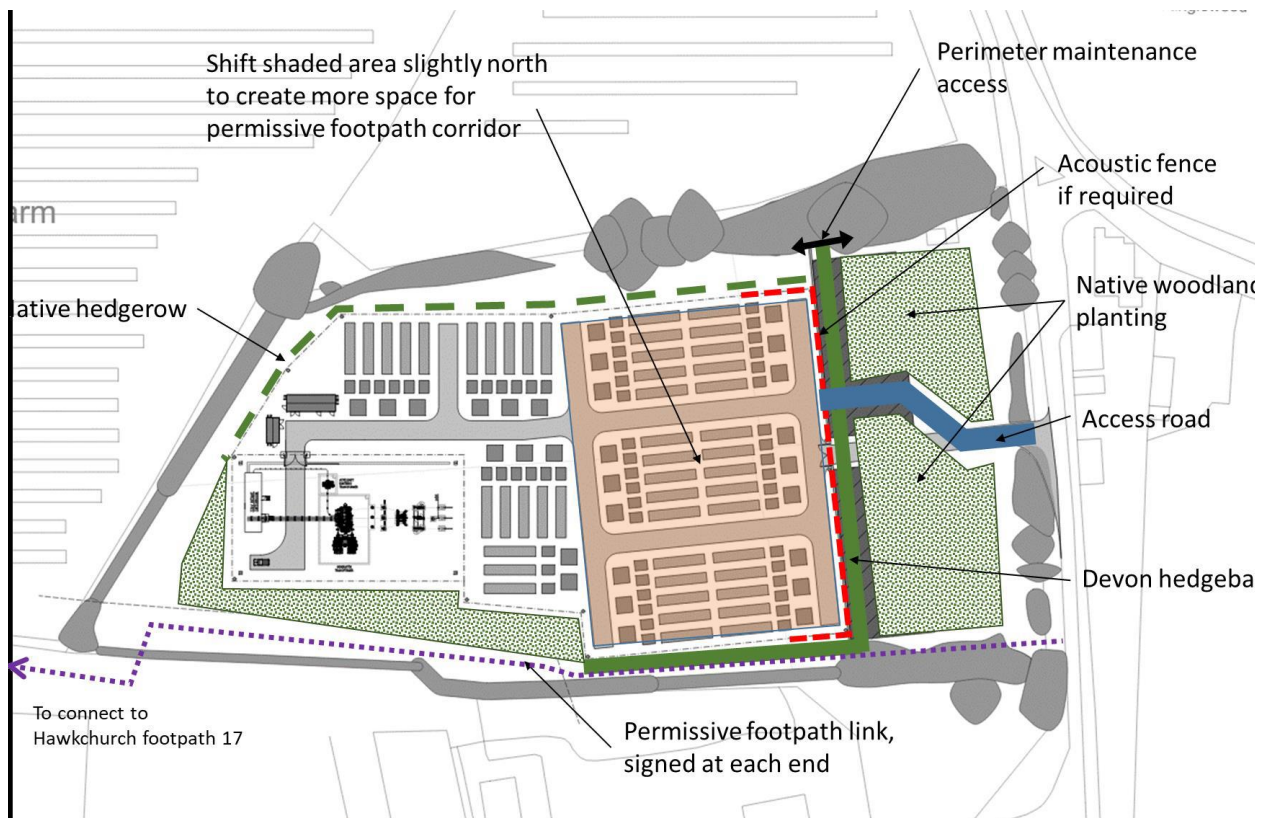 Shift shaded area slightly north
to create more space for
permissive footpath corridor
Perimeter maintenance
access
Acoustic fence
if required
arm
Native woodland
planting
ative hedgerow
Access road
Devon hedgeba
To connect to
Hawkchurch footpath 17
Permissive footpath link,
signed at each end